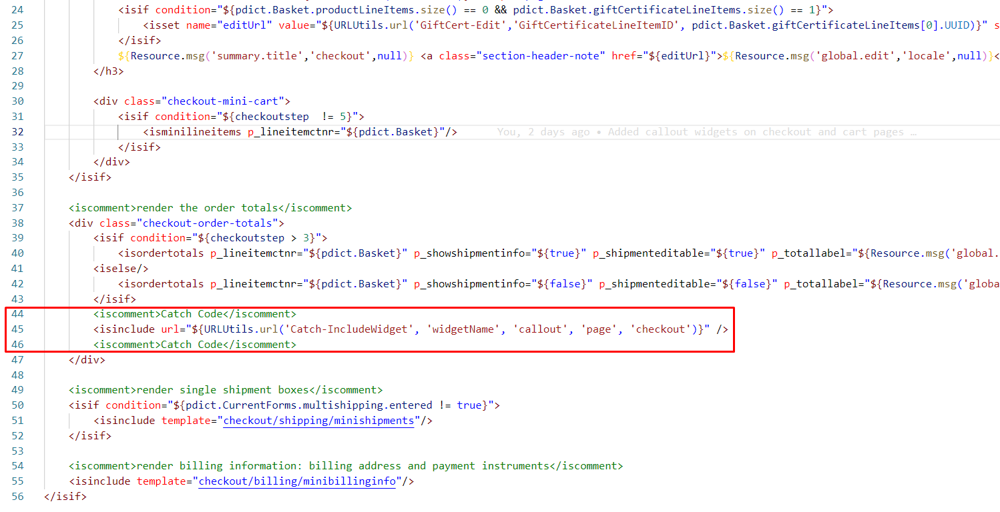 24 <isif condition="${pdict.Basket.productLineItems.size() == 0 && pdict.Basket.giftCertificateLineItems.size() == 1}">
25 <isset name="editUrl" value="${URLUtils.url('GiftCert-Edit','GiftCertificateLineItemID', pdict.Basket.giftCertificateLineItems[0].UUID)}" s
26 </isif>
27 ${Resource.msg('summary.title','checkout',null)} <a class="section-header-note" href="${editUrl}">${Resource.msg('global.edit','locale',null)}<
28 </h3>
29
30 <div class="checkout-mini-cart">
31 <isif condition="${checkoutstep  != 5}">
32 <isminilineitems p_lineitemctnr="${pdict.Basket}"/> You, 2 days ago • Added callout widgets on checkout and cart pages …
33 </isif>
34 </div>
35 </isif>
36
37 <iscomment>render the order totals</iscomment>
38 <div class="checkout-order-totals">
39 <isif condition="${checkoutstep > 3}">
40 <isordertotals p_lineitemctnr="${pdict.Basket}" p_showshipmentinfo="${true}" p_shipmenteditable="${true}" p_totallabel="${Resource.msg('global.
41 <iselse/>
42 <isordertotals p_lineitemctnr="${pdict.Basket}" p_showshipmentinfo="${false}" p_shipmenteditable="${false}" p_totallabel="${Resource.msg('globa
43 </isif>
44 <iscomment>Catch Code</iscomment>
45 <isinclude url="${URLUtils.url('Catch-IncludeWidget', 'widgetName', 'callout', 'page', 'checkout')}" />
46 <iscomment>Catch Code</iscomment>
47 </div>
48
49 <iscomment>render single shipment boxes</iscomment>
50 <isif condition="${pdict.CurrentForms.multishipping.entered != true}">
51 <isinclude template="checkout/shipping/minishipments"/>
52 </isif>
53
54 <iscomment>render billing information: billing address and payment instruments</iscomment>
55 <isinclude template="checkout/billing/minibillinginfo"/>
56 </isif>